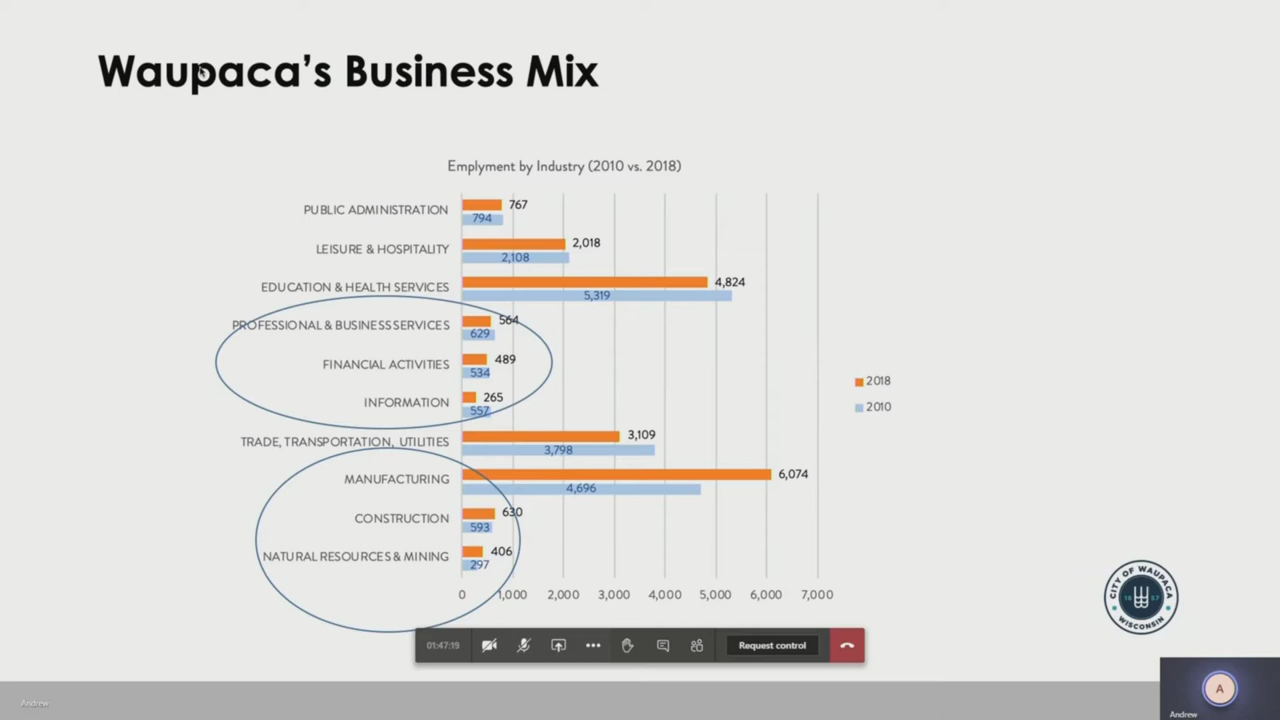 Waupaca's Business Mix
Emplyment by Industry (2010 vs. 2018)
PUBLIC ADMINISTRATION 767
794
LEISURE & HOSPITALITY 2,018
2,108
EDUCATION & HEALTH SERVICES 4,824
5,319
PROFESSIONAL & BUSINESS SERVICES 564
629
FINANCIAL ACTIVITIES 489
534
INFORMATION 265
557
TRADE, TRANSPORTATION, UTILITIES 3,109
3,798
MANUFACTURING 6,074
4,696
CONSTRUCTION 630
593
NATURAL RESOURCES & MINING 406
297
0 1,000 2,000 3,000 4,000 5,000 6,000 7,000
2018
2010
CITY OF WAUPACA
18 57
WISCONSIN
01:47:19 Request control
A
Andrew
Andrew